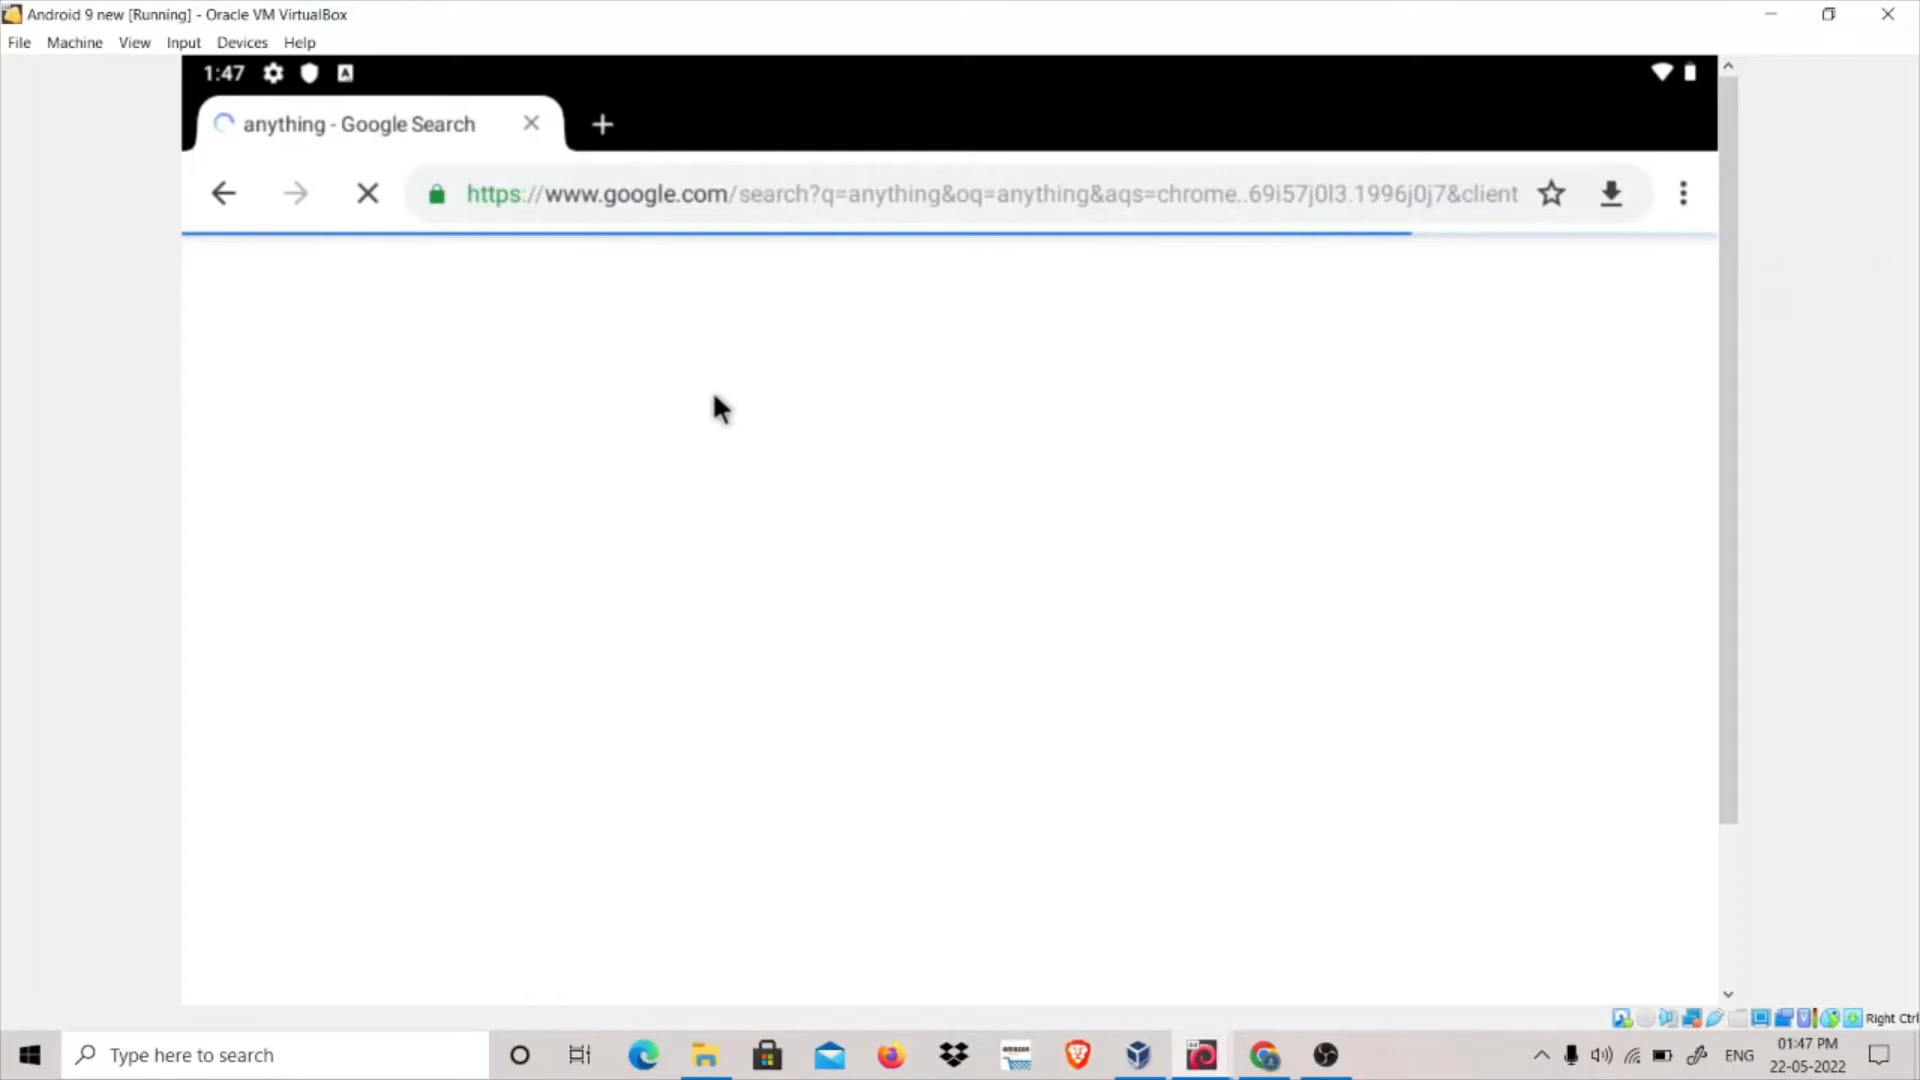 Android 9 new [Running] - Oracle VM VirtualBox
File Machine View Input Devices Help
1:47 A
anything - Google Search
https://www.google.com/search?q=anything&oq=anything&aqs=chrome..69i57j0l3.1996j0j7&client
Right Ctrl
Type here to search
amazon
64
ENG
01:47 PM
22-05-2022